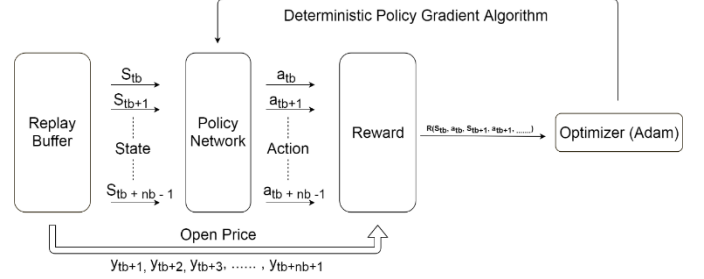 Deterministic Policy Gradient Algorithm
Replay
Buffer
Stb
Stb+1
State
Stb + nb - 1
Policy
Network
atb
atb+1
Action
atb + nb -1
Reward
R(Stb, atb, Stb+1, atb+1, .......)
Optimizer (Adam)
Open Price
ytb+1, ytb+2, ytb+3, ...... , ytb+nb+1